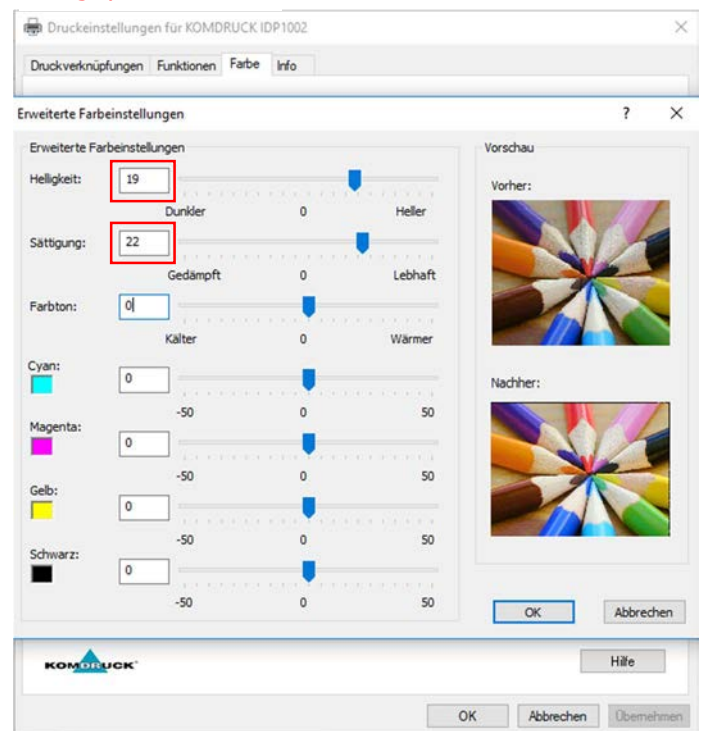 Druckeinstellungen für KOMDRUCK IDP1002
Druckverknüpfungen Funktionen Farbe Info
Erweiterte Farbeinstellungen ?
Erweiterte Farbeinstellungen
Helligkeit: 19
Dunkler 0 Heller
Sättigung: 22
Gedämpft 0 Lebhaft
Farbton: 0
Kälter 0 Wärmer
Cyan:
0
-50 0 50
Magenta:
0
-50 0 50
Gelb:
0
-50 0 50
Schwarz:
0
-50 0 50
Vorschau
Vorher:
Nachher:
OK Abbrechen
KOMDRUCK
Hilfe
OK Abbrechen Übernehmen